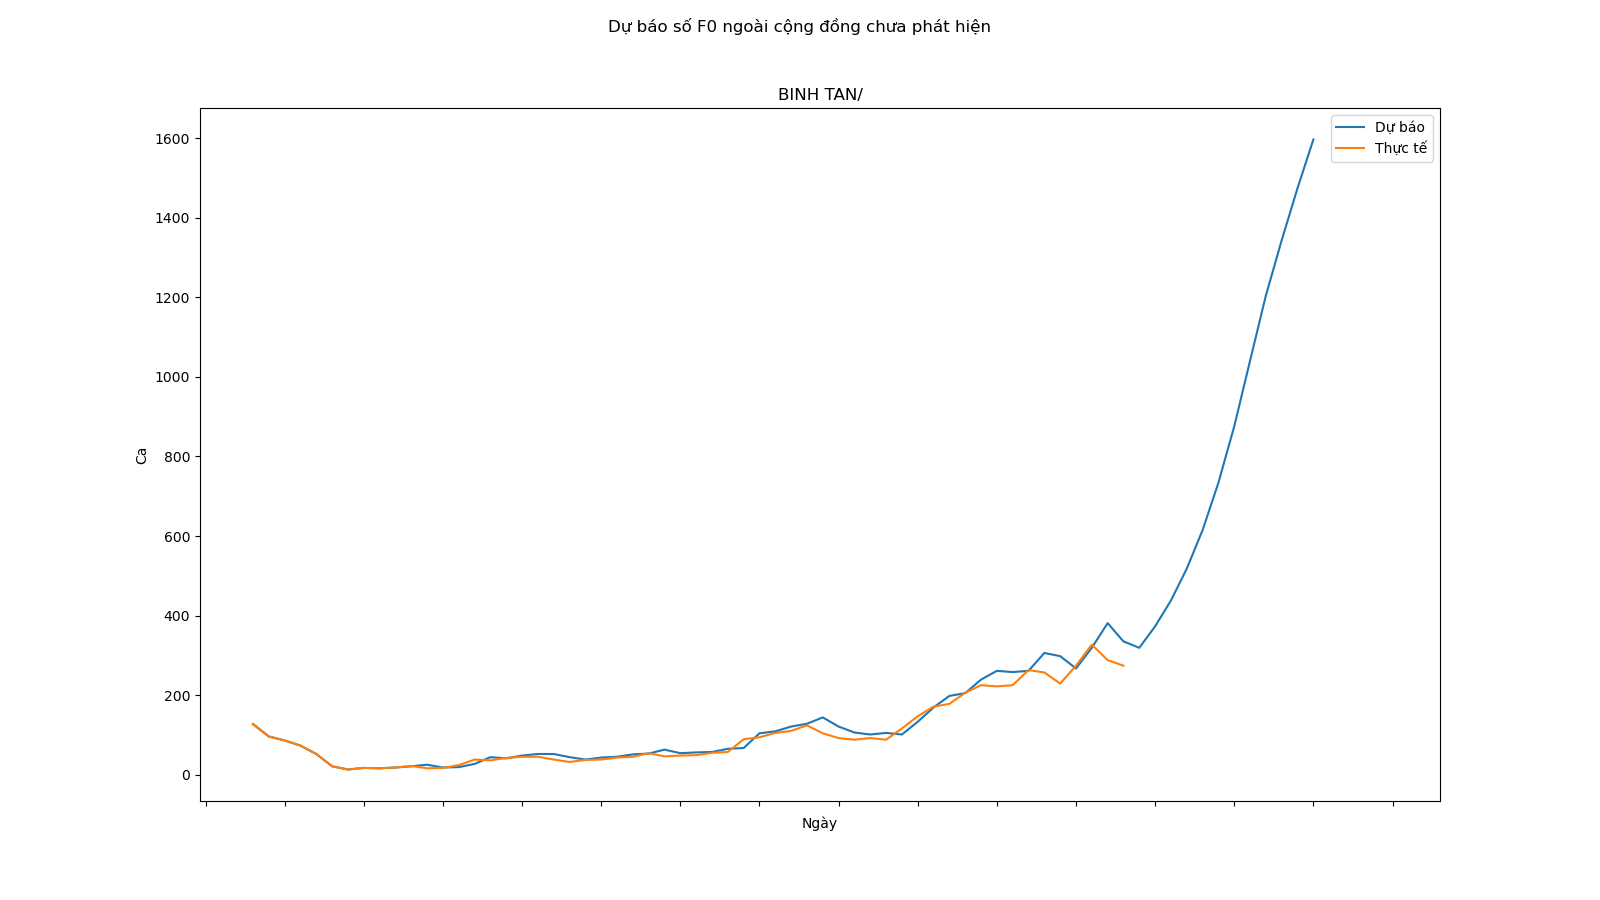 Dự báo số F0 ngoài cộng đồng chưa phát hiện
BINH TAN/
Dự báo
Thực tế
1600
1400
1200
1000
800
600
400
200
0
Ca
Ngày